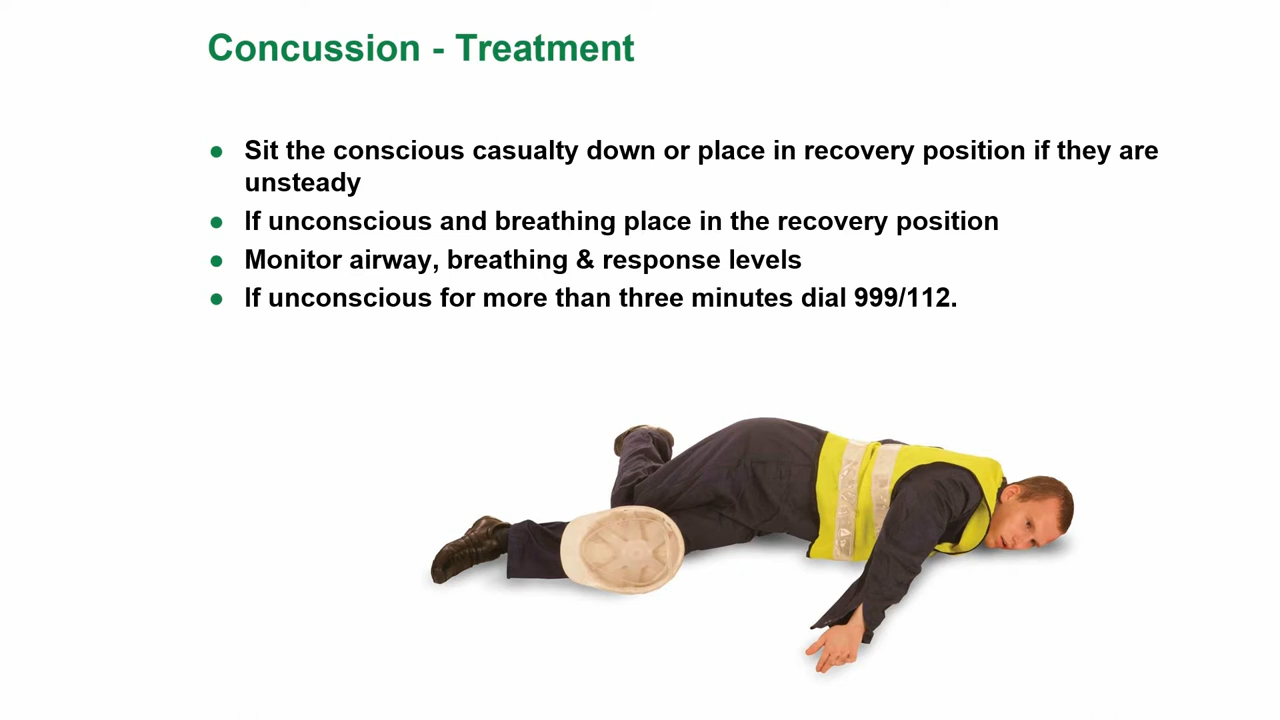 Concussion - Treatment
● Sit the conscious casualty down or place in recovery position if they are
unsteady
● If unconscious and breathing place in the recovery position
● Monitor airway, breathing & response levels
● If unconscious for more than three minutes dial 999/112.